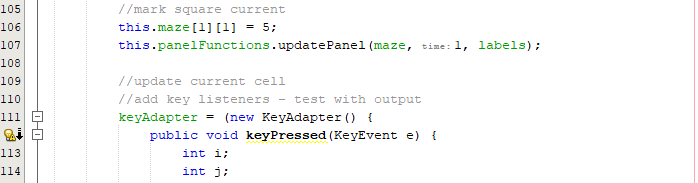 105 //mark square current
106 this.maze[1][1] = 5;
107 this.panelFunctions.updatePanel(maze, time: 1, labels);
108
109 //update current cell
110 //add key listeners - test with output
111 keyAdapter = (new KeyAdapter() {
public void keyPressed(KeyEvent e) {
113 int i;
114 int j;